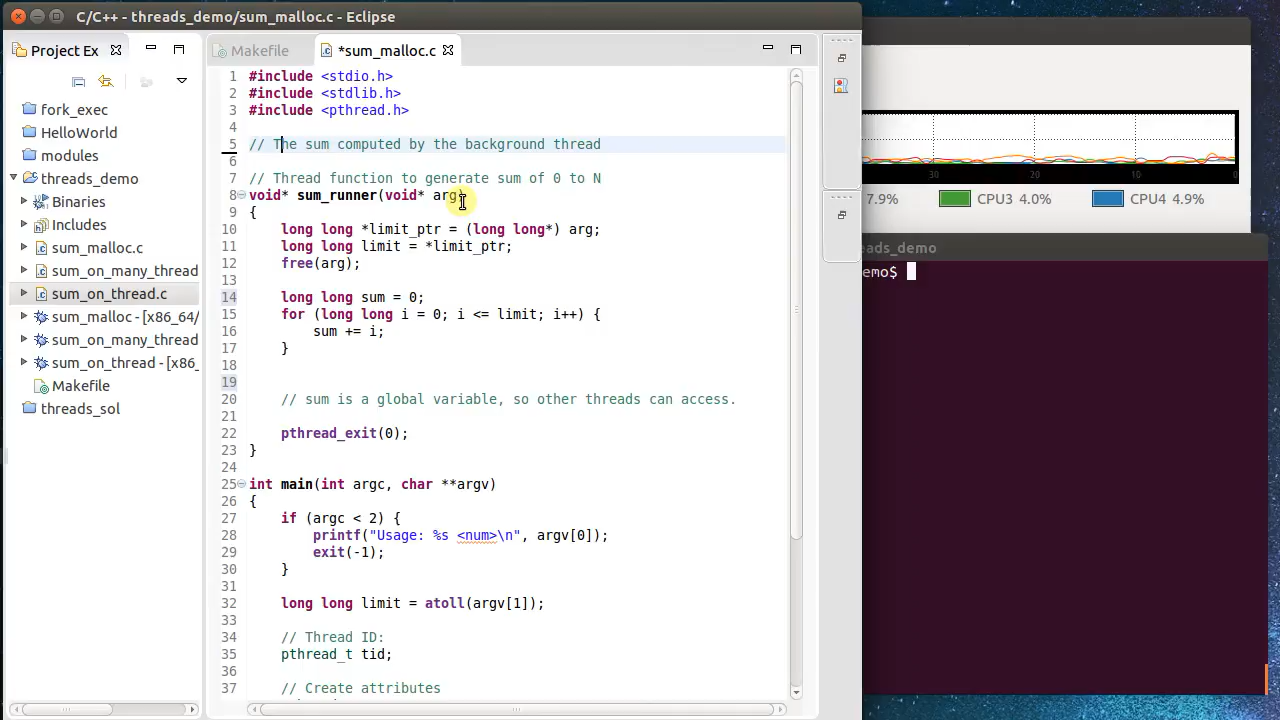 C/C++ - threads_demo/sum_malloc.c - Eclipse
Project Ex
Makefile
*sum_malloc.c
fork_exec
HelloWorld
modules
threads_demo
Binaries
Includes
sum_malloc.c
sum_on_many_thread
sum_on_thread.c
sum_malloc - [x86_64/
sum_on_many_thread
sum_on_thread - [x86_
Makefile
threads_sol
1 #include <stdio.h>
2 #include <stdlib.h>
3 #include <pthread.h>
4
5 // The sum computed by the background thread
6
7 // Thread function to generate sum of 0 to N
8 void* sum_runner(void* arg)
9 {
10 long long *limit_ptr = (long long*) arg;
11 long long limit = *limit_ptr;
12 free(arg);
13
14 long long sum = 0;
15 for (long long i = 0; i <= limit; i++) {
16 sum += i;
17 }
18
19
20 // sum is a global variable, so other threads can access.
21
22 pthread_exit(0);
23 }
24
25 int main(int argc, char **argv)
26 {
27 if (argc < 2) {
28 printf("Usage: %s <num>\n", argv[0]);
29 exit(-1);
30 }
31
32 long long limit = atoll(argv[1]);
33
34 // Thread ID:
35 pthread_t tid;
36
37 // Create attributes
30 20 10 0
7.9% CPU3 4.0% CPU4 4.9%
eads_demo
emo$